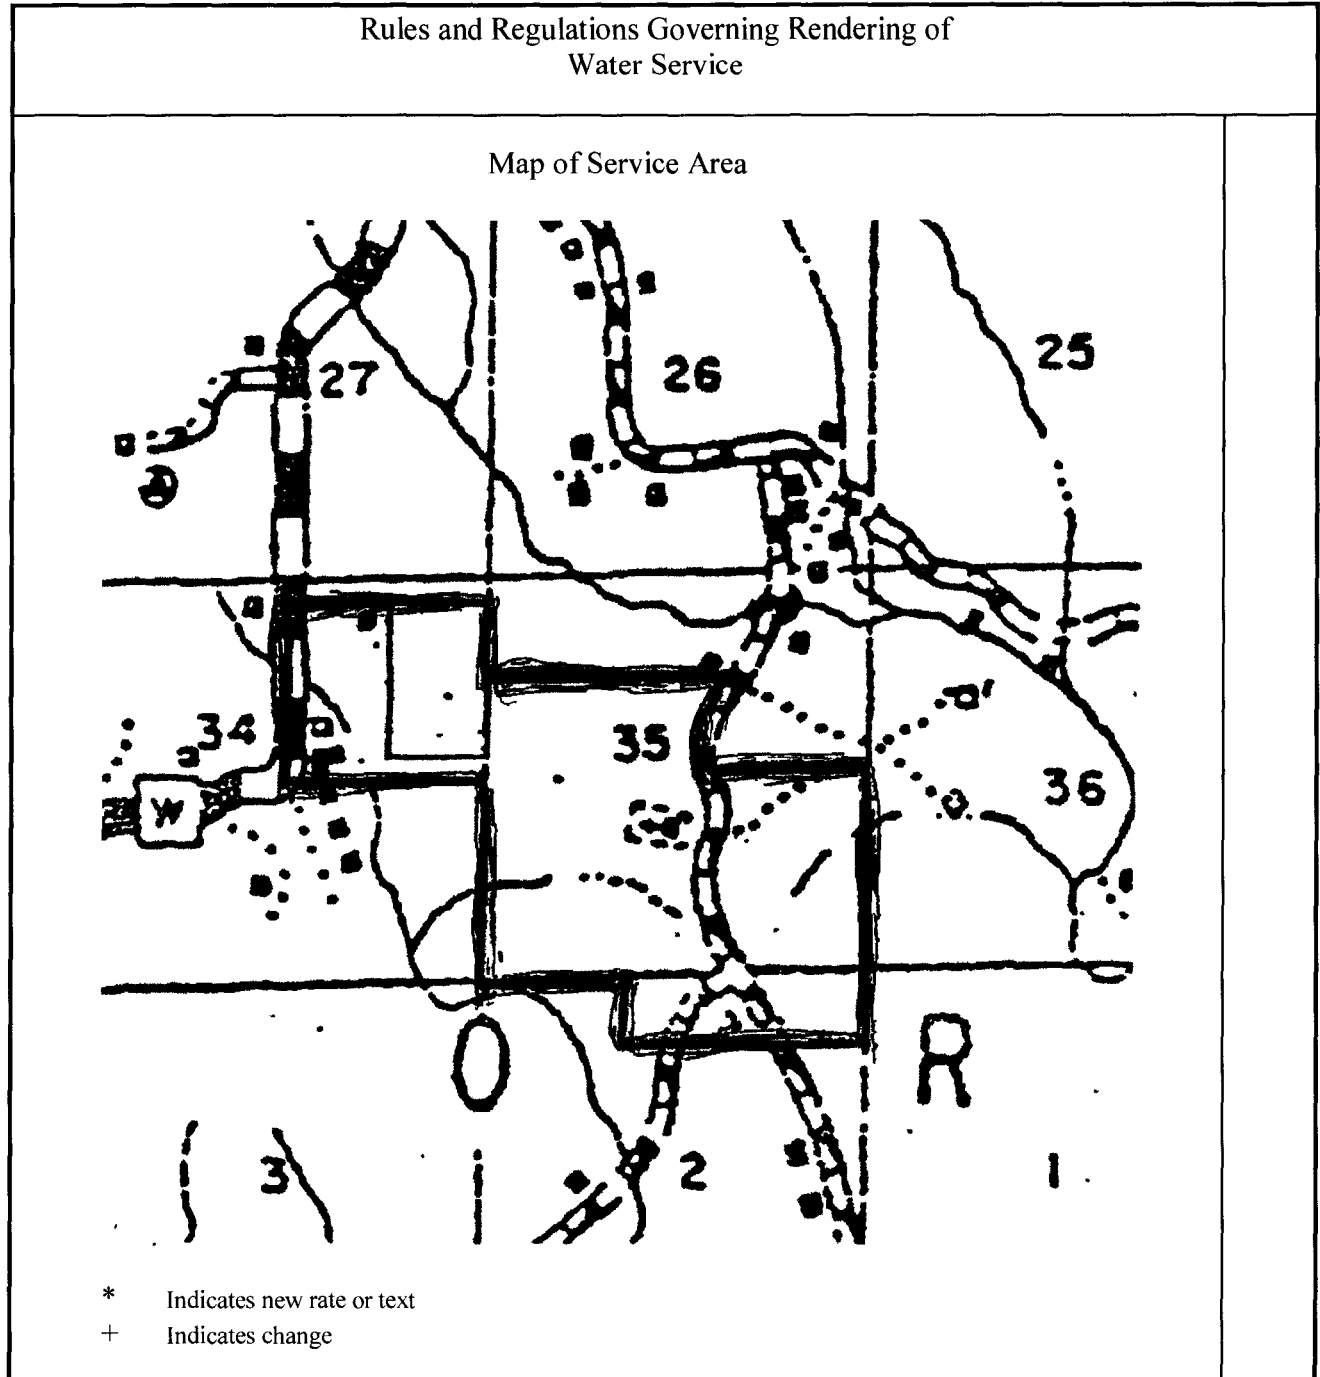 Rules and Regulations Governing Rendering of
Water Service
Map of Service Area
25
26
27
34
35
36
W
O
R
3
2
1
* Indicates new rate or text
+ Indicates change